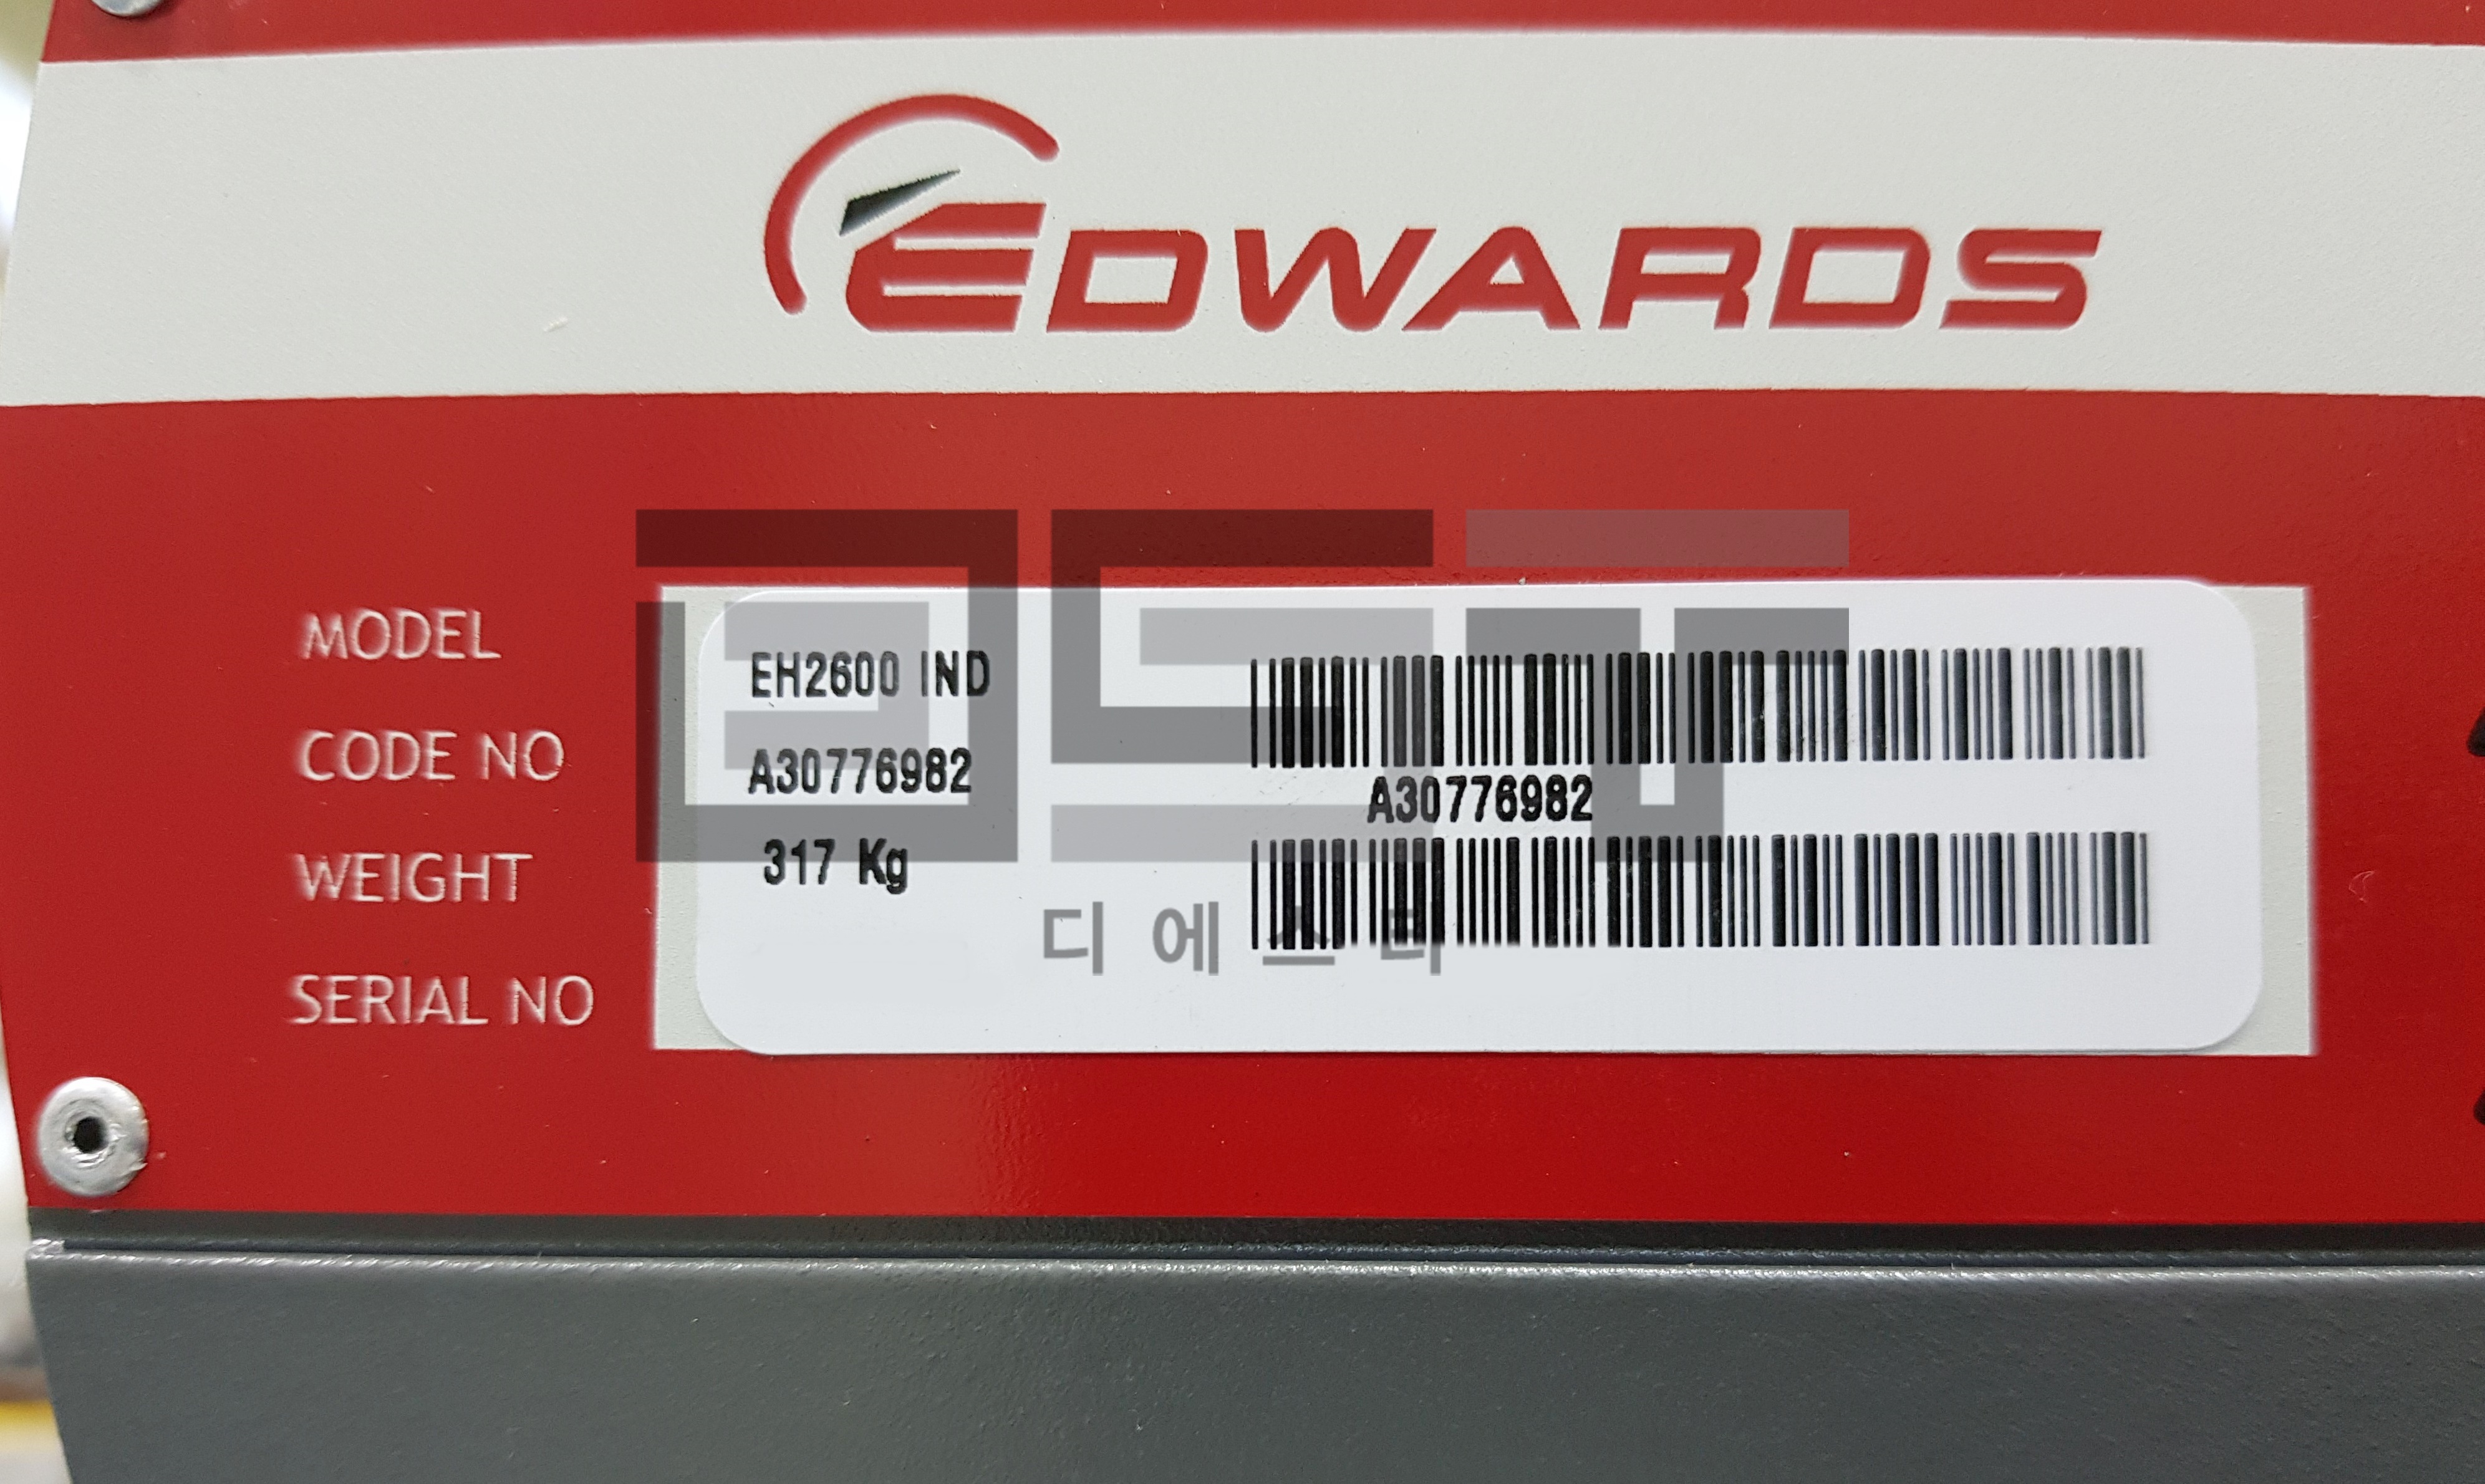 EDWARDS
MODEL EH2600 IND
CODE NO A30776982
A30776982
WEIGHT 317 Kg
디에스티
SERIAL NO